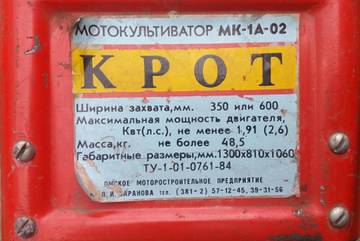 МОТОКУЛЬТИВАТОР МК-1А-02
КРОТ
Ширина захвата,мм. 350 или 600
Максимальная мощность двигателя,
Квт(л.с.), не менее 1,91 (2,6)
Масса,кг. не более 48,5
Габаритные размеры,мм.1300х810х1060
ТУ-1-01-0761-84
ОМСКОЕ МОТОРОСТРОИТЕЛЬНОЕ ПРЕДПРИЯТИЕ
П. И. БАРАНОВА тел. (381-2) 57-12-45, 39-31-56